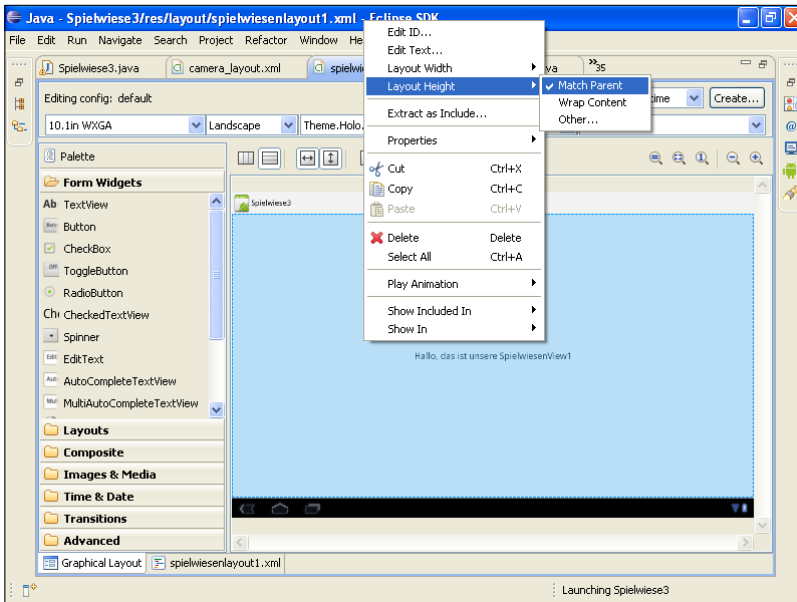 Java - Spielwiese3/res/layout/spielwiesenlayout1.xml - Eclipse SDK
File Edit Run Navigate Search Project Refactor Window He
Spielwiese3.java camera_layout.xml spielwi ava »35
Editing config: default time Create...
10.1in WXGA Landscape Theme.Holo.
Edit ID...
Edit Text...
Layout Width
Layout Height
Extract as Include...
Properties
Cut Ctrl+X
Copy Ctrl+C
Paste Ctrl+V
Delete Delete
Select All Ctrl+A
Play Animation
Show Included In
Show In
Match Parent
Wrap Content
Other...
Palette
Form Widgets
Ab TextView
Button
CheckBox
ToggleButton
RadioButton
CheckedTextView
Spinner
EditText
AutoCompleteTextView
MultiAutoCompleteTextView
Layouts
Composite
Images & Media
Time & Date
Transitions
Advanced
Spielwiese3
Hallo, das ist unsere SpielwiesenView1
Graphical Layout spielwiesenlayout1.xml
Launching Spielwiese3